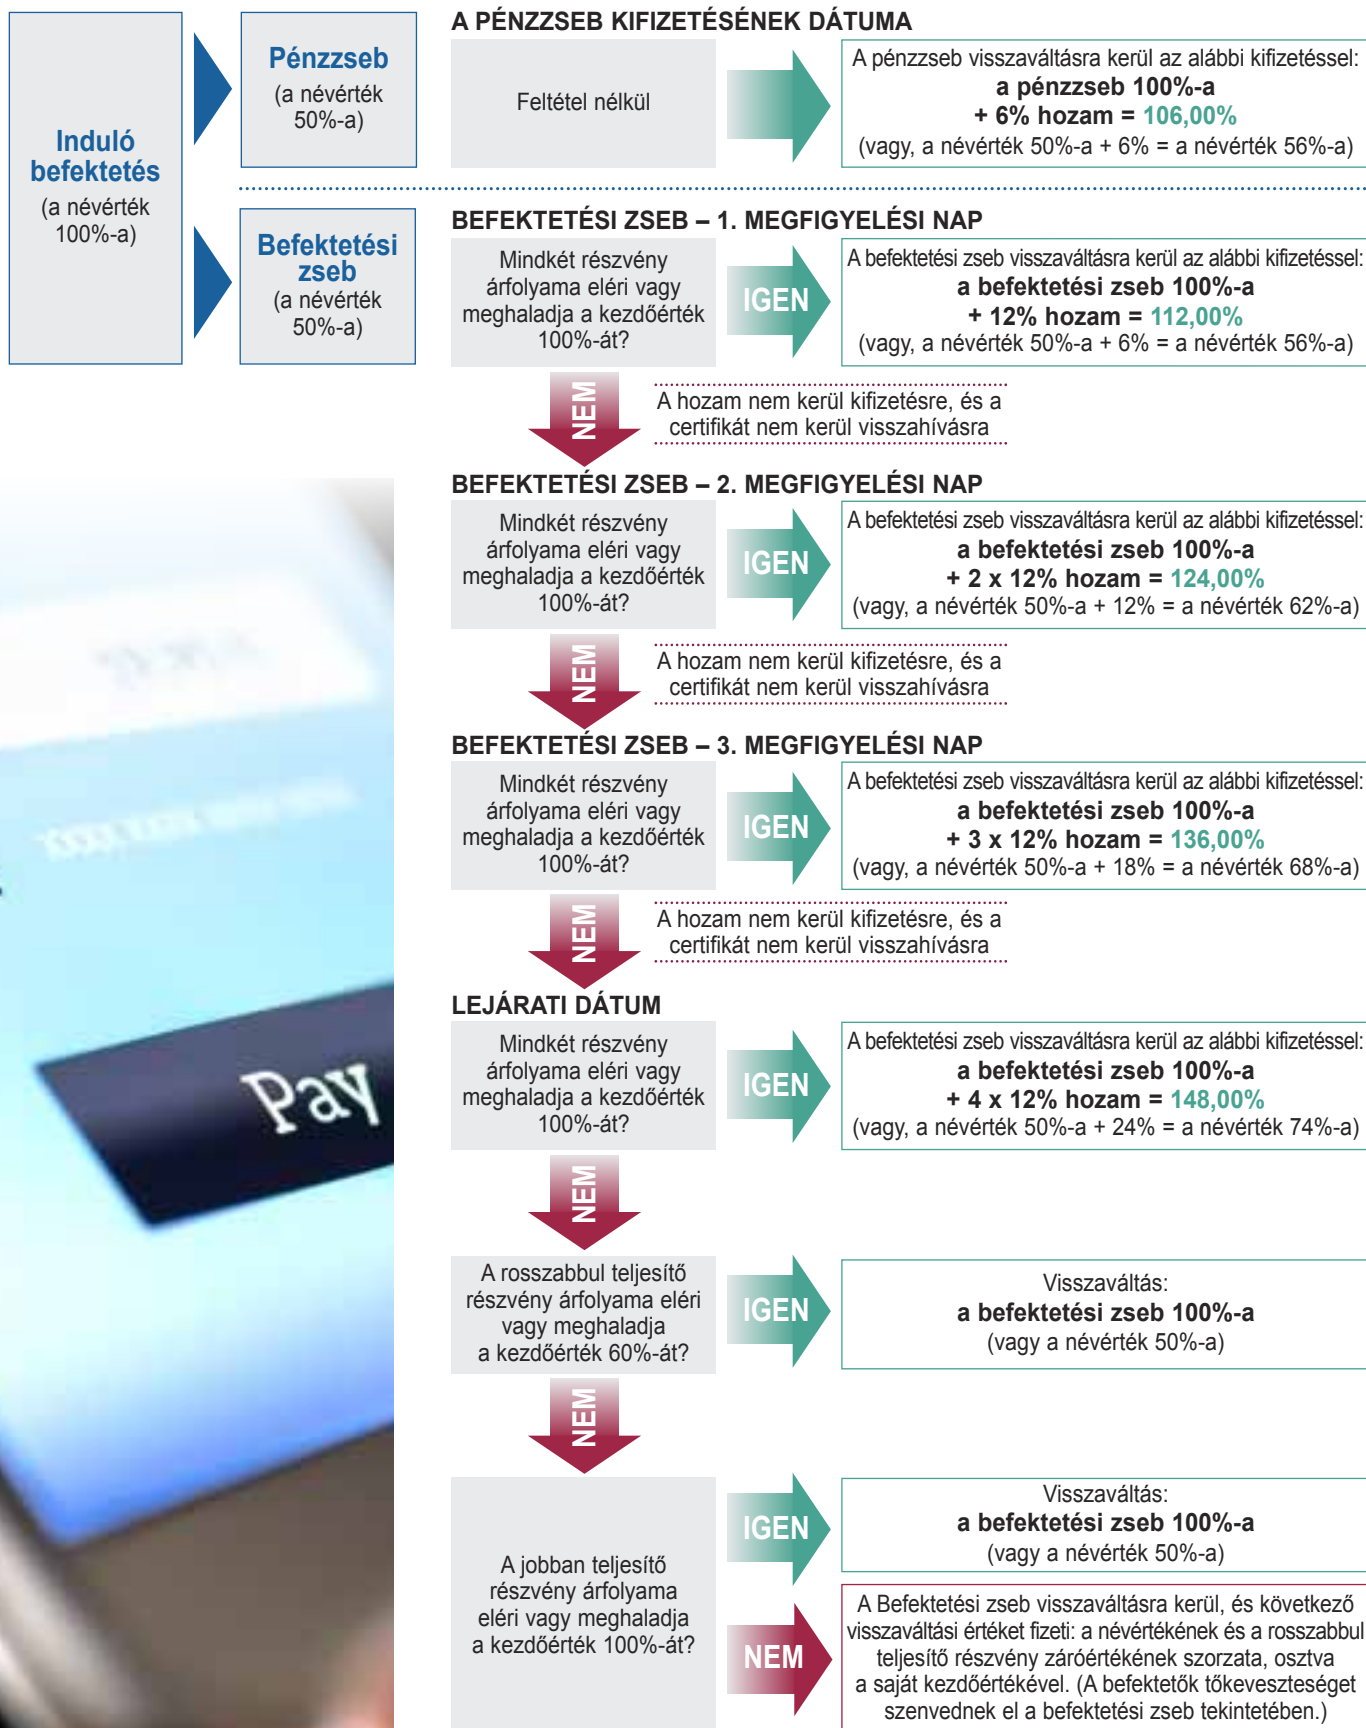 Induló
befektetés
(a névérték
100%-a)
Pénzzseb
(a névérték
50%-a)
Befektetési
zseb
(a névérték
50%-a)
A PÉNZZSEB KIFIZETÉSÉNEK DÁTUMA
Feltétel nélkül
A pénzzseb visszaváltásra kerül az alábbi kifizetéssel:
a pénzzseb 100%-a
+ 6% hozam = 106,00%
(vagy, a névérték 50%-a + 6% = a névérték 56%-a)
BEFEKTETÉSI ZSEB – 1. MEGFIGYELÉSI NAP
Mindkét részvény
árfolyama eléri vagy
meghaladja a kezdőérték
100%-át?
IGEN
A befektetési zseb visszaváltásra kerül az alábbi kifizetéssel:
a befektetési zseb 100%-a
+ 12% hozam = 112,00%
(vagy, a névérték 50%-a + 6% = a névérték 56%-a)
NEM
A hozam nem kerül kifizetésre, és a
certifikát nem kerül visszahívásra
BEFEKTETÉSI ZSEB – 2. MEGFIGYELÉSI NAP
Mindkét részvény
árfolyama eléri vagy
meghaladja a kezdőérték
100%-át?
IGEN
A befektetési zseb visszaváltásra kerül az alábbi kifizetéssel:
a befektetési zseb 100%-a
+ 2 x 12% hozam = 124,00%
(vagy, a névérték 50%-a + 12% = a névérték 62%-a)
NEM
A hozam nem kerül kifizetésre, és a
certifikát nem kerül visszahívásra
BEFEKTETÉSI ZSEB – 3. MEGFIGYELÉSI NAP
Mindkét részvény
árfolyama eléri vagy
meghaladja a kezdőérték
100%-át?
IGEN
A befektetési zseb visszaváltásra kerül az alábbi kifizetéssel:
a befektetési zseb 100%-a
+ 3 x 12% hozam = 136,00%
(vagy, a névérték 50%-a + 18% = a névérték 68%-a)
NEM
A hozam nem kerül kifizetésre, és a
certifikát nem kerül visszahívásra
LEJÁRATI DÁTUM
Mindkét részvény
árfolyama eléri vagy
meghaladja a kezdőérték
100%-át?
IGEN
A befektetési zseb visszaváltásra kerül az alábbi kifizetéssel:
a befektetési zseb 100%-a
+ 4 x 12% hozam = 148,00%
(vagy, a névérték 50%-a + 24% = a névérték 74%-a)
Pay
NEM
A rosszabbul teljesítő
részvény árfolyama eléri
vagy meghaladja
a kezdőérték 60%-át?
IGEN
Visszaváltás:
a befektetési zseb 100%-a
(vagy a névérték 50%-a)
NEM
A jobban teljesítő
részvény árfolyama
eléri vagy meghaladja
a kezdőérték 100%-át?
IGEN
Visszaváltás:
a befektetési zseb 100%-a
(vagy a névérték 50%-a)
NEM
A Befektetési zseb visszaváltásra kerül, és következő
visszaváltási értéket fizeti: a névértékének és a rosszabbul
teljesítő részvény záróértékének szorzata, osztva
a saját kezdőértékével. (A befektetők tőkeveszteséget
szenvednek el a befektetési zseb tekintetében.)